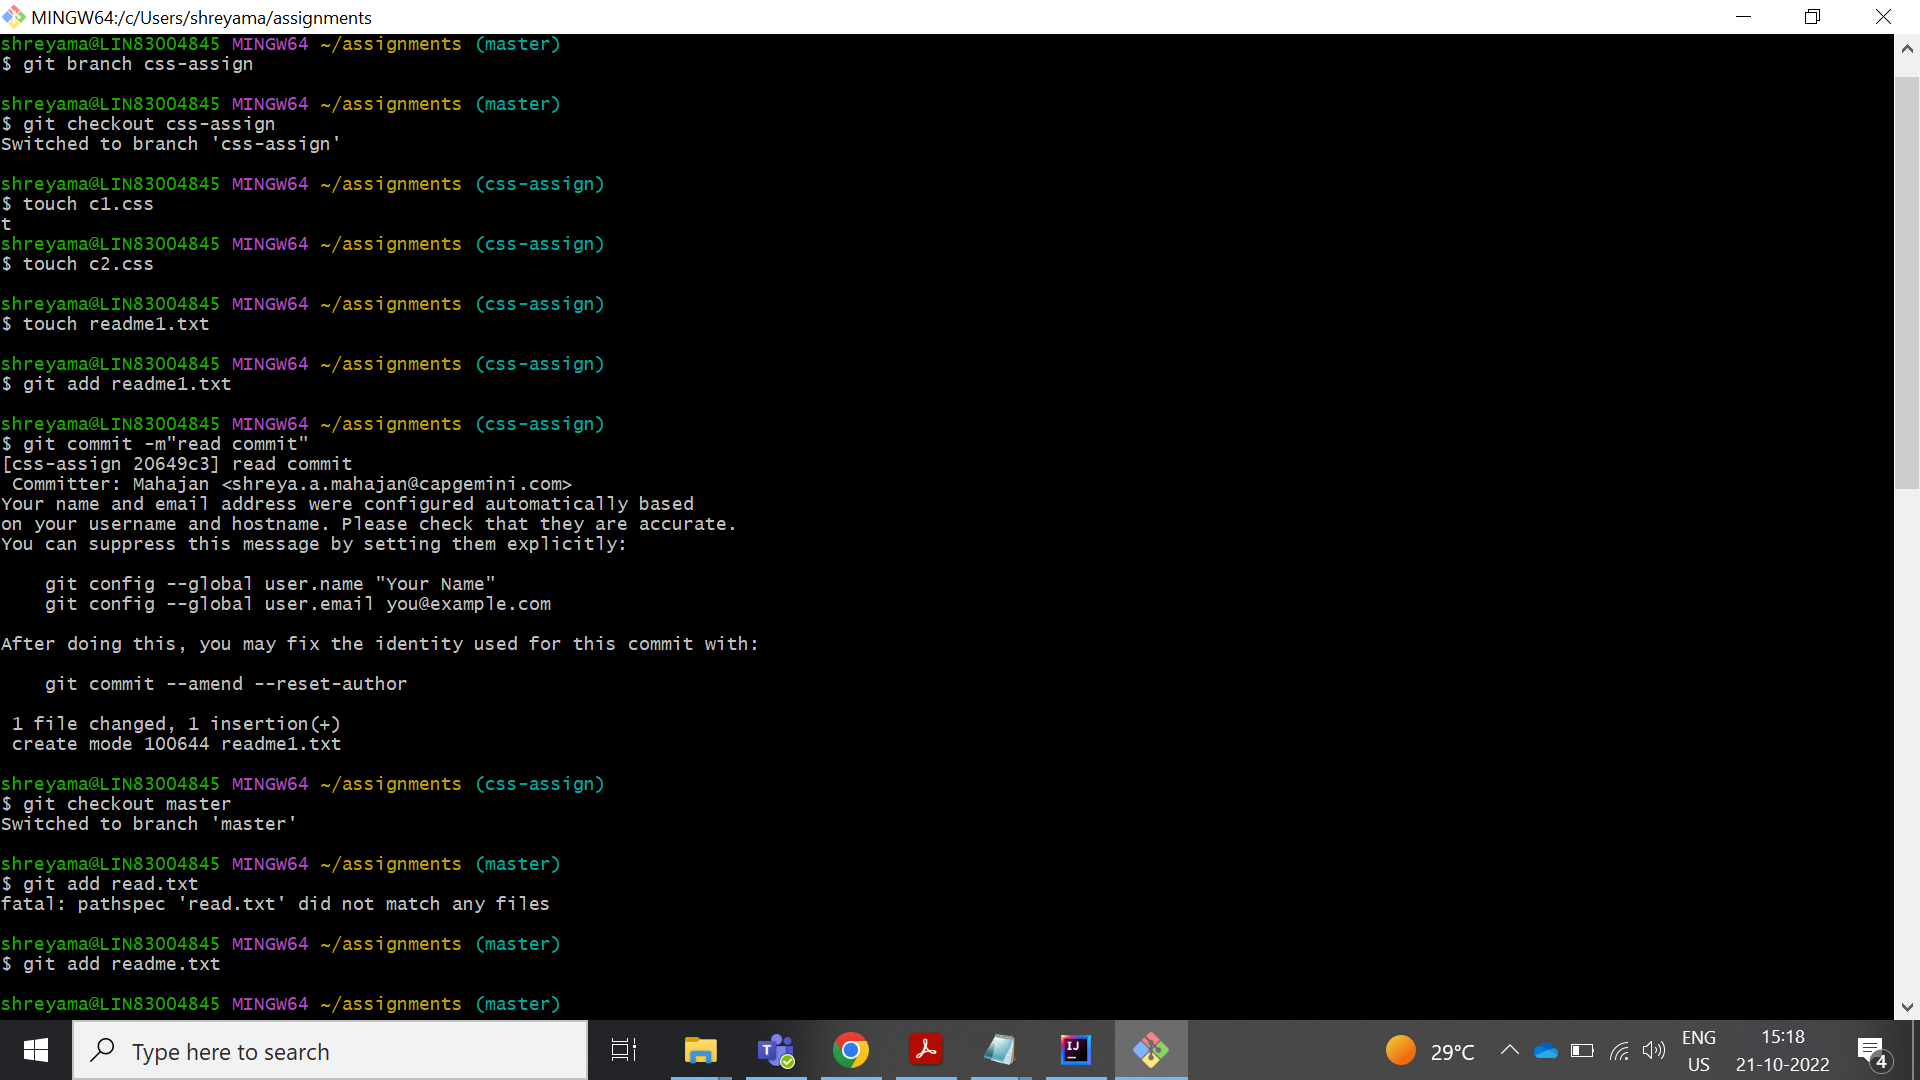 MINGW64:/c/Users/shreyama/assignments
shreyama@LIN83004845 MINGW64 ~/assignments (master)
$ git branch css-assign
shreyama@LIN83004845 MINGW64 ~/assignments (master)
$ git checkout css-assign
Switched to branch 'css-assign'
shreyama@LIN83004845 MINGW64 ~/assignments (css-assign)
$ touch c1.css
t
shreyama@LIN83004845 MINGW64 ~/assignments (css-assign)
$ touch c2.css
shreyama@LIN83004845 MINGW64 ~/assignments (css-assign)
$ touch readme1.txt
shreyama@LIN83004845 MINGW64 ~/assignments (css-assign)
$ git add readme1.txt
shreyama@LIN83004845 MINGW64 ~/assignments (css-assign)
$ git commit -m"read commit"
[css-assign 20649c3] read commit
Committer: Mahajan <shreya.a.mahajan@capgemini.com>
Your name and email address were configured automatically based
on your username and hostname. Please check that they are accurate.
You can suppress this message by setting them explicitly:
git config --global user.name "Your Name"
git config --global user.email you@example.com
After doing this, you may fix the identity used for this commit with:
git commit --amend --reset-author
1 file changed, 1 insertion(+)
create mode 100644 readme1.txt
shreyama@LIN83004845 MINGW64 ~/assignments (css-assign)
$ git checkout master
Switched to branch 'master'
shreyama@LIN83004845 MINGW64 ~/assignments (master)
$ git add read.txt
fatal: pathspec 'read.txt' did not match any files
shreyama@LIN83004845 MINGW64 ~/assignments (master)
$ git add readme.txt
shreyama@LIN83004845 MINGW64 ~/assignments (master)
Type here to search
T
IJ
29°C
ENG
US
15:18
21-10-2022
4